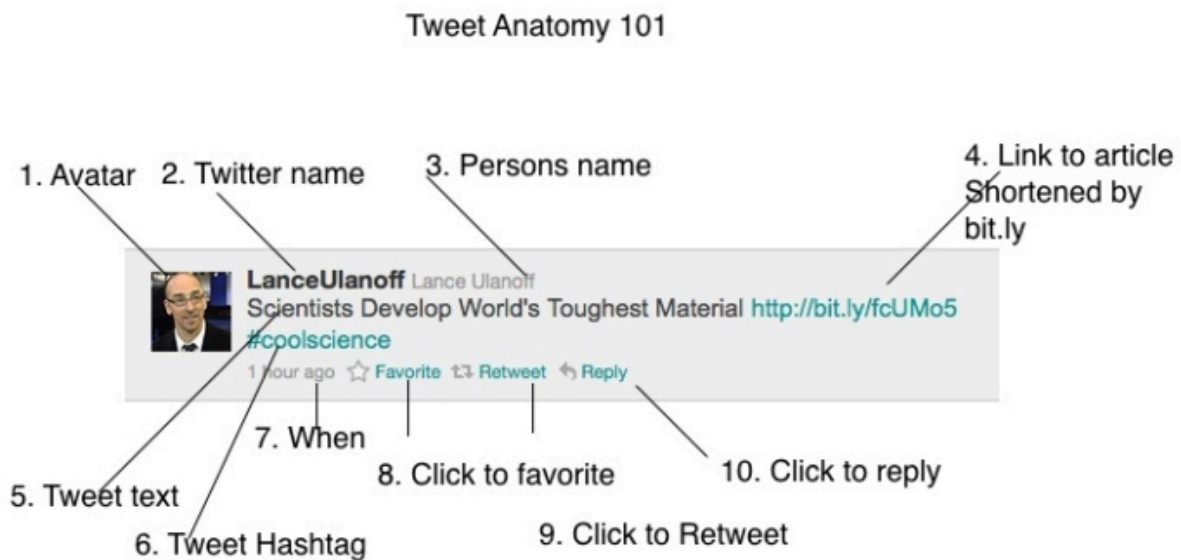 Tweet Anatomy 101
1. Avatar
2. Twitter name
3. Persons name
4. Link to article
Shortened by
bit.ly
LanceUlanoff Lance Ulanoff
Scientists Develop World's Toughest Material http://bit.ly/fcUMo5
#coolscience
1 hour ago Favorite Retweet Reply
7. When
8. Click to favorite
10. Click to reply
5. Tweet text
6. Tweet Hashtag
9. Click to Retweet